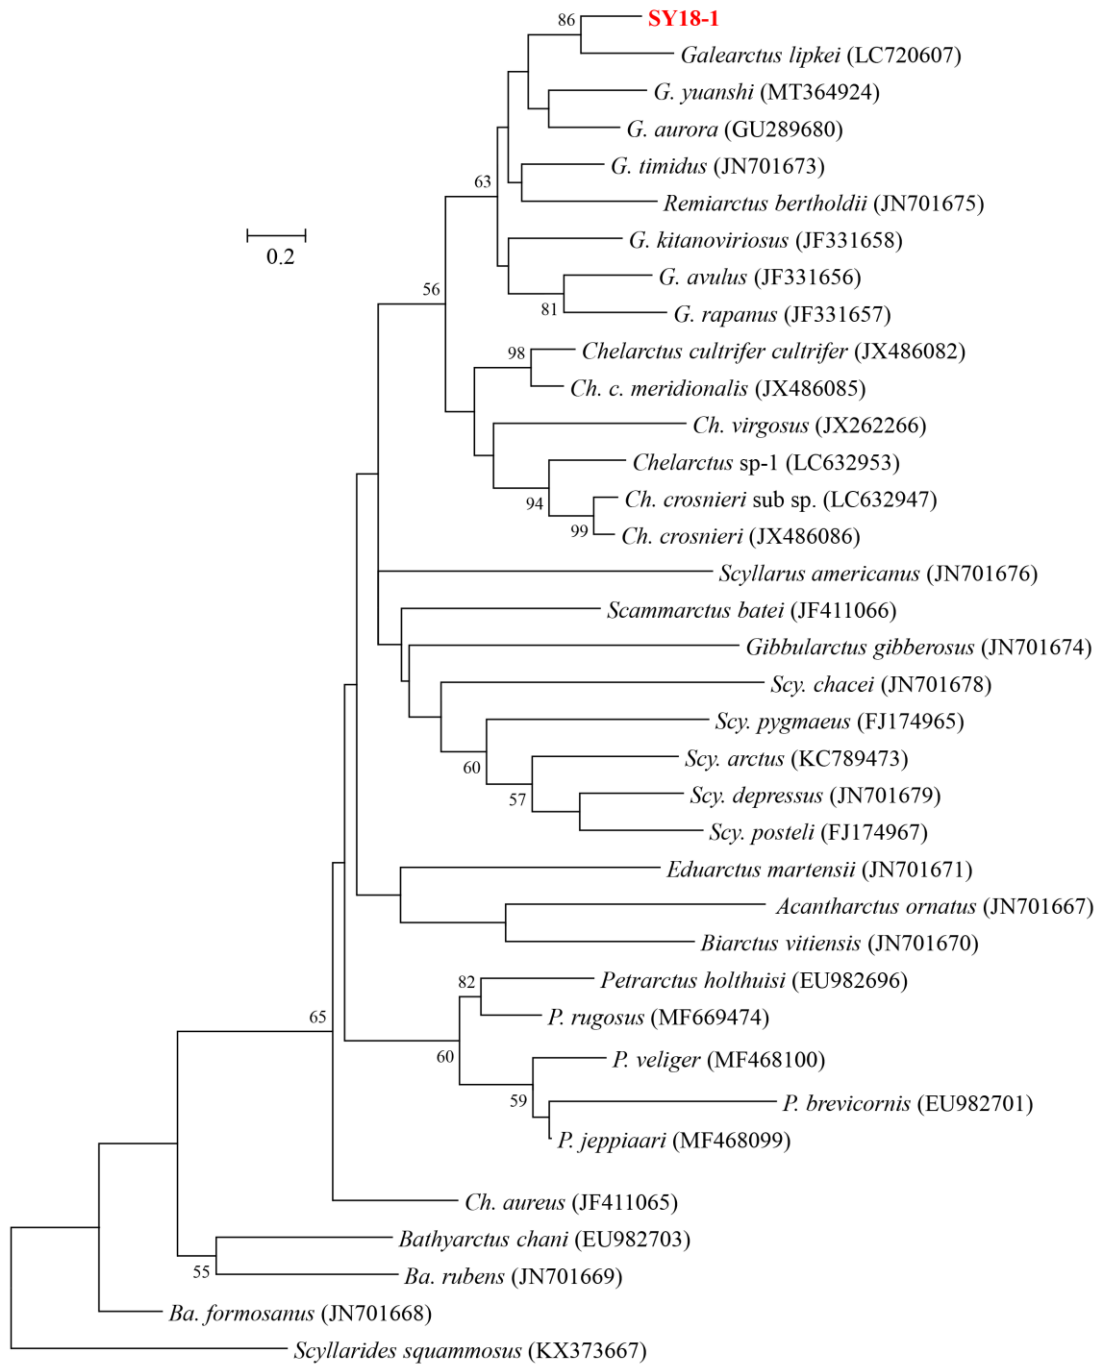 86
SY18-1
Galearctus lipkei (LC720607)
G. yuanshi (MT364924)
G. aurora (GU289680)
G. timidus (JN701673)
63
Remiarctus bertholdii (JN701675)
0.2
G. kitanoviriosus (JF331658)
G. avulus (JF331656)
56
81
G. rapanus (JF331657)
98
Chelarctus cultrifer cultrifer (JX486082)
Ch. c. meridionalis (JX486085)
Ch. virgosus (JX262266)
Chelarctus sp-1 (LC632953)
94
Ch. crosnieri sub sp. (LC632947)
99
Ch. crosnieri (JX486086)
Scyllarus americanus (JN701676)
Scammarctus batei (JF411066)
Gibbularctus gibberosus (JN701674)
Scy. chacei (JN701678)
Scy. pygmaeus (FJ174965)
60
Scy. arctus (KC789473)
57
Scy. depressus (JN701679)
Scy. posteli (FJ174967)
Eduarctus martensii (JN701671)
Acantharctus ornatus (JN701667)
Biarctus vitiensis (JN701670)
82
Petrarctus holthuisi (EU982696)
65
P. rugosus (MF669474)
60
P. veliger (MF468100)
59
P. brevicornis (EU982701)
P. jeppiaari (MF468099)
Ch. aureus (JF411065)
Bathyarctus chani (EU982703)
55
Ba. rubens (JN701669)
Ba. formosanus (JN701668)
Scyllarides squammosus (KX373667)